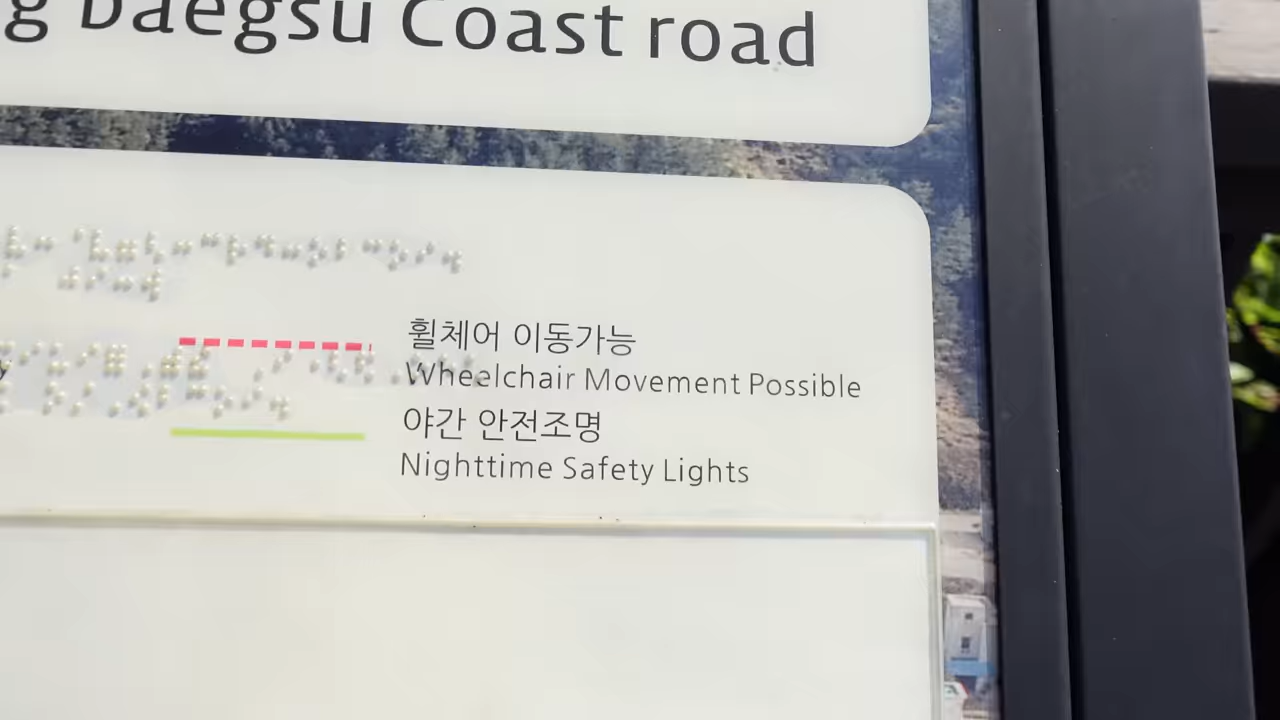 Daegsu Coast road
휠체어 이동가능
Wheelchair Movement Possible
야간 안전조명
Nighttime Safety Lights